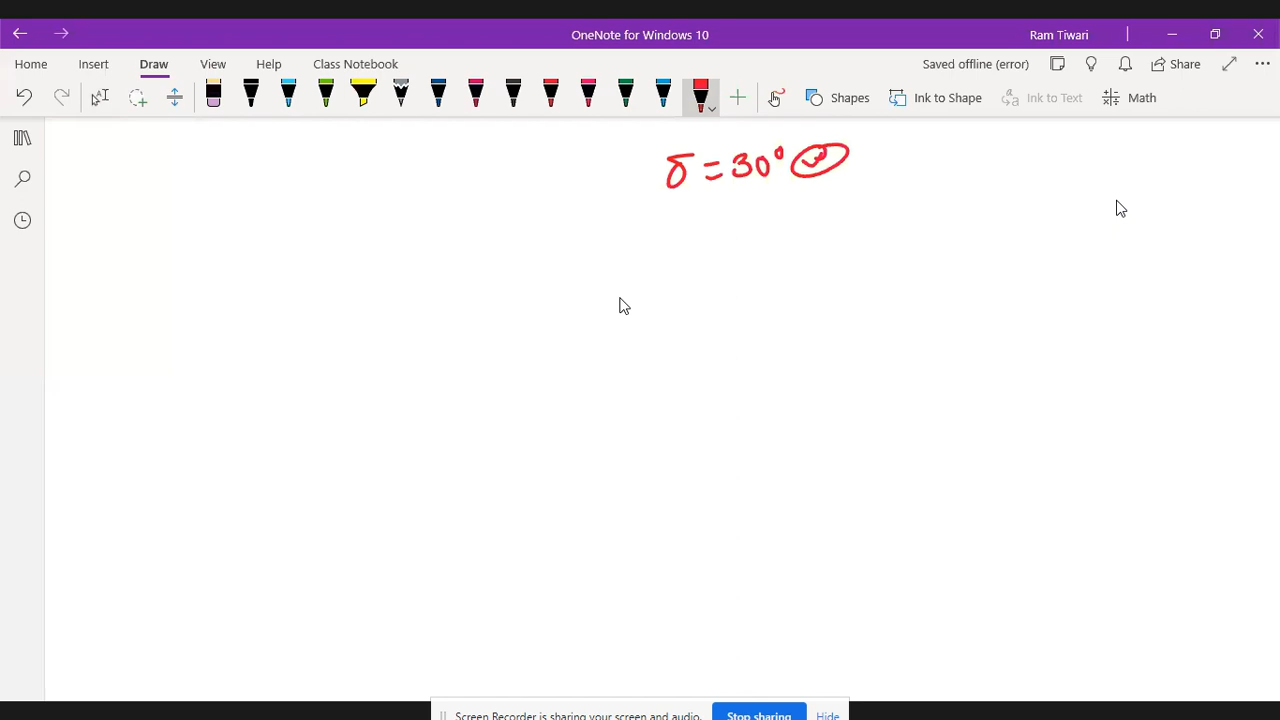 OneNote for Windows 10
Ram Tiwari
Home Insert Draw View Help Class Notebook
Saved offline (error)
Share
Shapes
Ink to Shape
Ink to Text
Math
δ = 30°
Screen Recorder is sharing your screen and audio.
Stop sharing
Hide